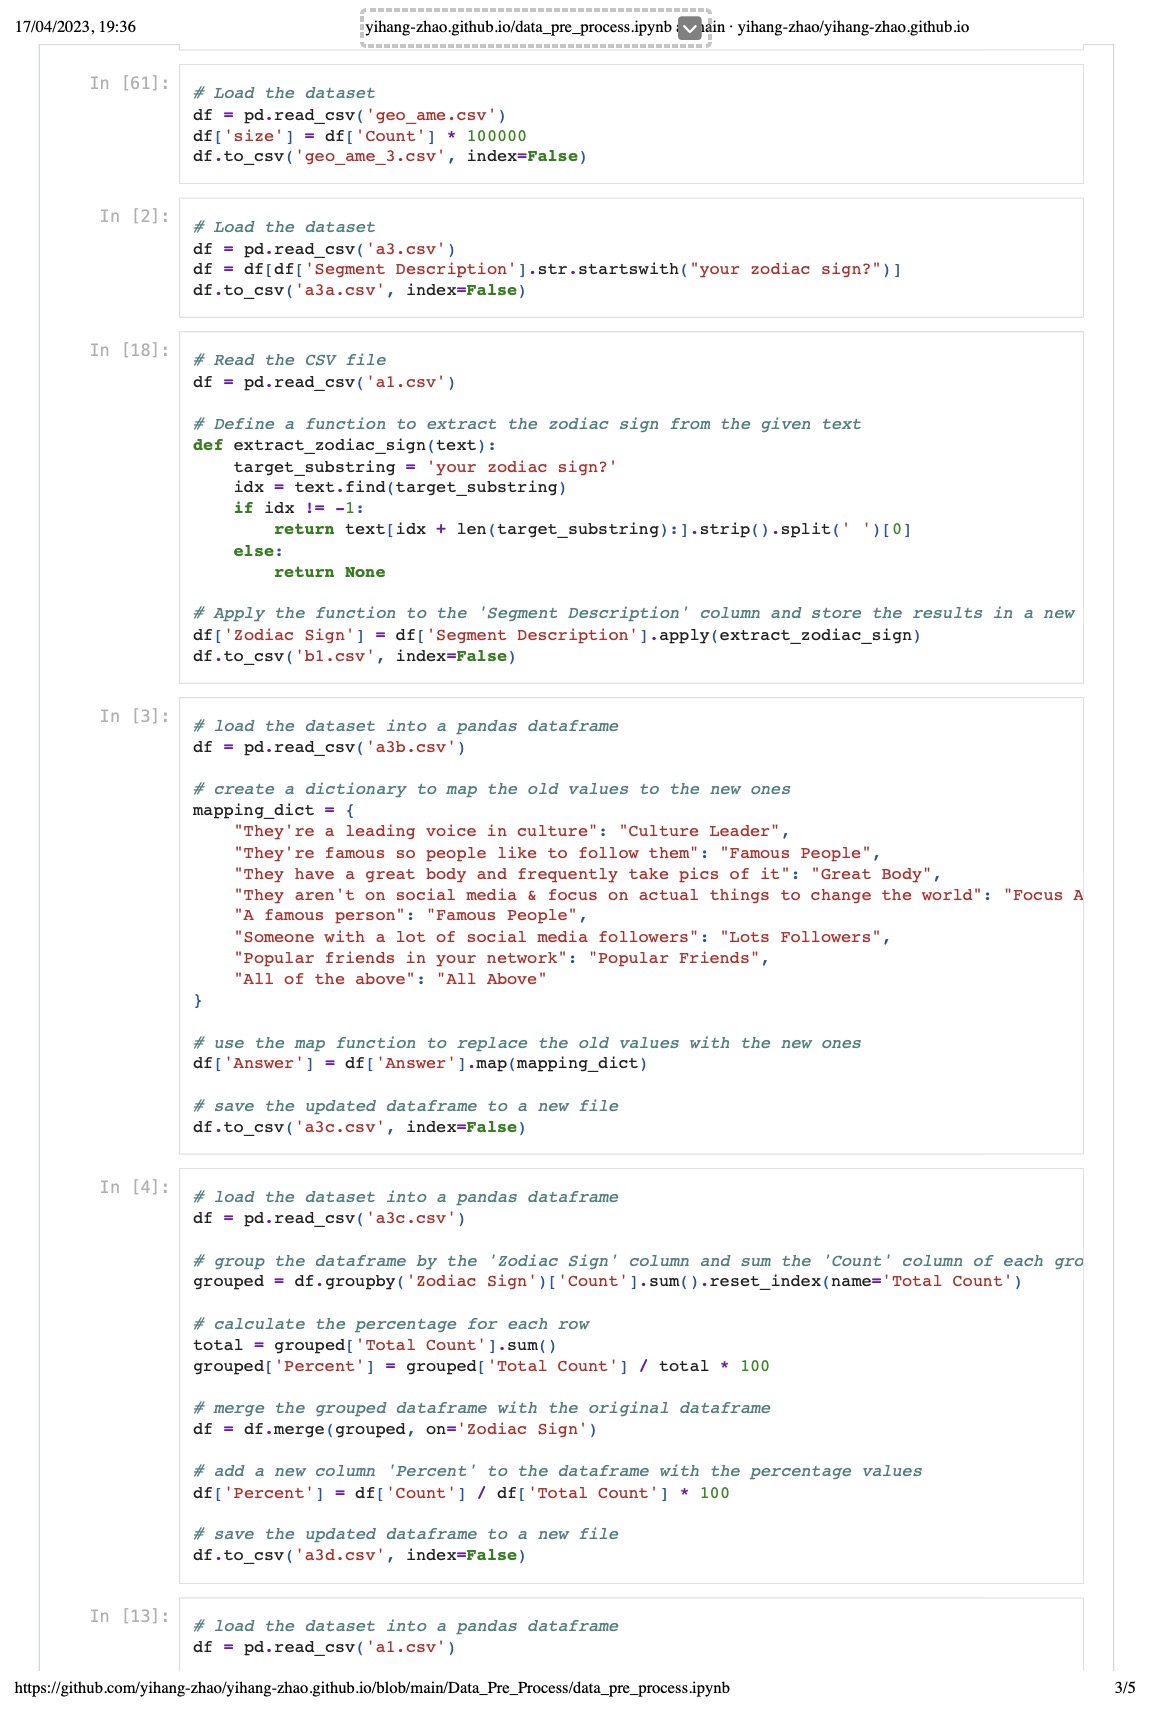 17/04/2023, 19:36 yihang-zhao.github.io/data_pre_process.ipynb main · yihang-zhao/yihang-zhao.github.io
In [61]:
# Load the dataset
df = pd.read_csv('geo_ame.csv')
df['size'] = df['Count'] * 100000
df.to_csv('geo_ame_3.csv', index=False)
In [2]:
# Load the dataset
df = pd.read_csv('a3.csv')
df = df[df['Segment Description'].str.startswith("your zodiac sign?")]
df.to_csv('a3a.csv', index=False)
In [18]:
# Read the CSV file
df = pd.read_csv('a1.csv')
# Define a function to extract the zodiac sign from the given text
def extract_zodiac_sign(text):
    target_substring = 'your zodiac sign?'
    idx = text.find(target_substring)
    if idx != -1:
        return text[idx + len(target_substring):].strip().split(' ')[0]
    else:
        return None
# Apply the function to the 'Segment Description' column and store the results in a new
df['Zodiac Sign'] = df['Segment Description'].apply(extract_zodiac_sign)
df.to_csv('b1.csv', index=False)
In [3]:
# load the dataset into a pandas dataframe
df = pd.read_csv('a3b.csv')
# create a dictionary to map the old values to the new ones
mapping_dict = {
    "They're a leading voice in culture": "Culture Leader",
    "They're famous so people like to follow them": "Famous People",
    "They have a great body and frequently take pics of it": "Great Body",
    "They aren't on social media & focus on actual things to change the world": "Focus A
    "A famous person": "Famous People",
    "Someone with a lot of social media followers": "Lots Followers",
    "Popular friends in your network": "Popular Friends",
    "All of the above": "All Above"
}
# use the map function to replace the old values with the new ones
df['Answer'] = df['Answer'].map(mapping_dict)
# save the updated dataframe to a new file
df.to_csv('a3c.csv', index=False)
In [4]:
# load the dataset into a pandas dataframe
df = pd.read_csv('a3c.csv')
# group the dataframe by the 'Zodiac Sign' column and sum the 'Count' column of each gro
grouped = df.groupby('Zodiac Sign')['Count'].sum().reset_index(name='Total Count')
# calculate the percentage for each row
total = grouped['Total Count'].sum()
grouped['Percent'] = grouped['Total Count'] / total * 100
# merge the grouped dataframe with the original dataframe
df = df.merge(grouped, on='Zodiac Sign')
# add a new column 'Percent' to the dataframe with the percentage values
df['Percent'] = df['Count'] / df['Total Count'] * 100
# save the updated dataframe to a new file
df.to_csv('a3d.csv', index=False)
In [13]:
# load the dataset into a pandas dataframe
df = pd.read_csv('a1.csv')
https://github.com/yihang-zhao/yihang-zhao.github.io/blob/main/Data_Pre_Process/data_pre_process.ipynb 3/5